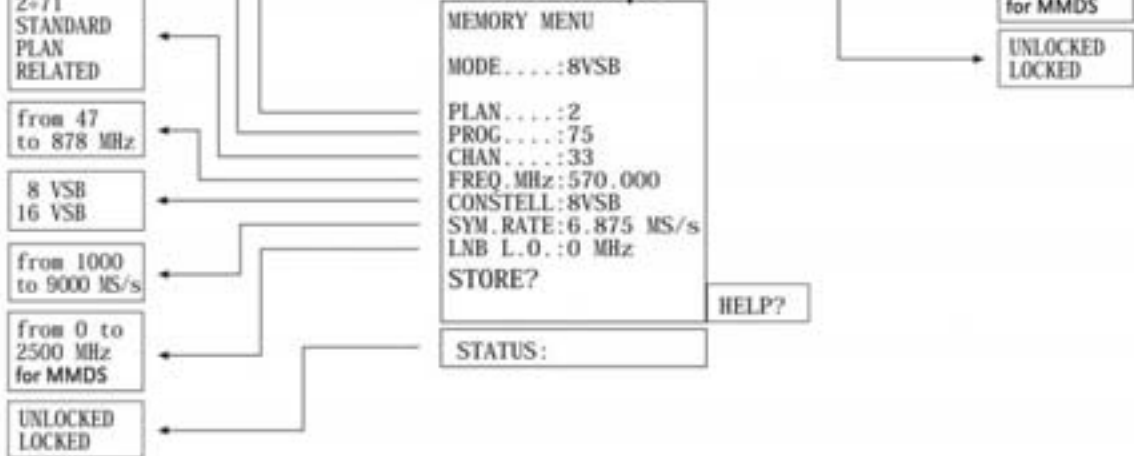 2÷71
STANDARD
PLAN
RELATED
from 47
to 878 MHz
8 VSB
16 VSB
from 1000
to 9000 MS/s
from 0 to
2500 MHz
for MMDS
UNLOCKED
LOCKED
MEMORY MENU
MODE....:8VSB
PLAN....:2
PROG....:75
CHAN....:33
FREQ.MHz:570.000
CONSTELL:8VSB
SYM.RATE:6.875 MS/s
LNB L.O.:0 MHz
STORE?
HELP?
STATUS:
for MMDS
UNLOCKED
LOCKED